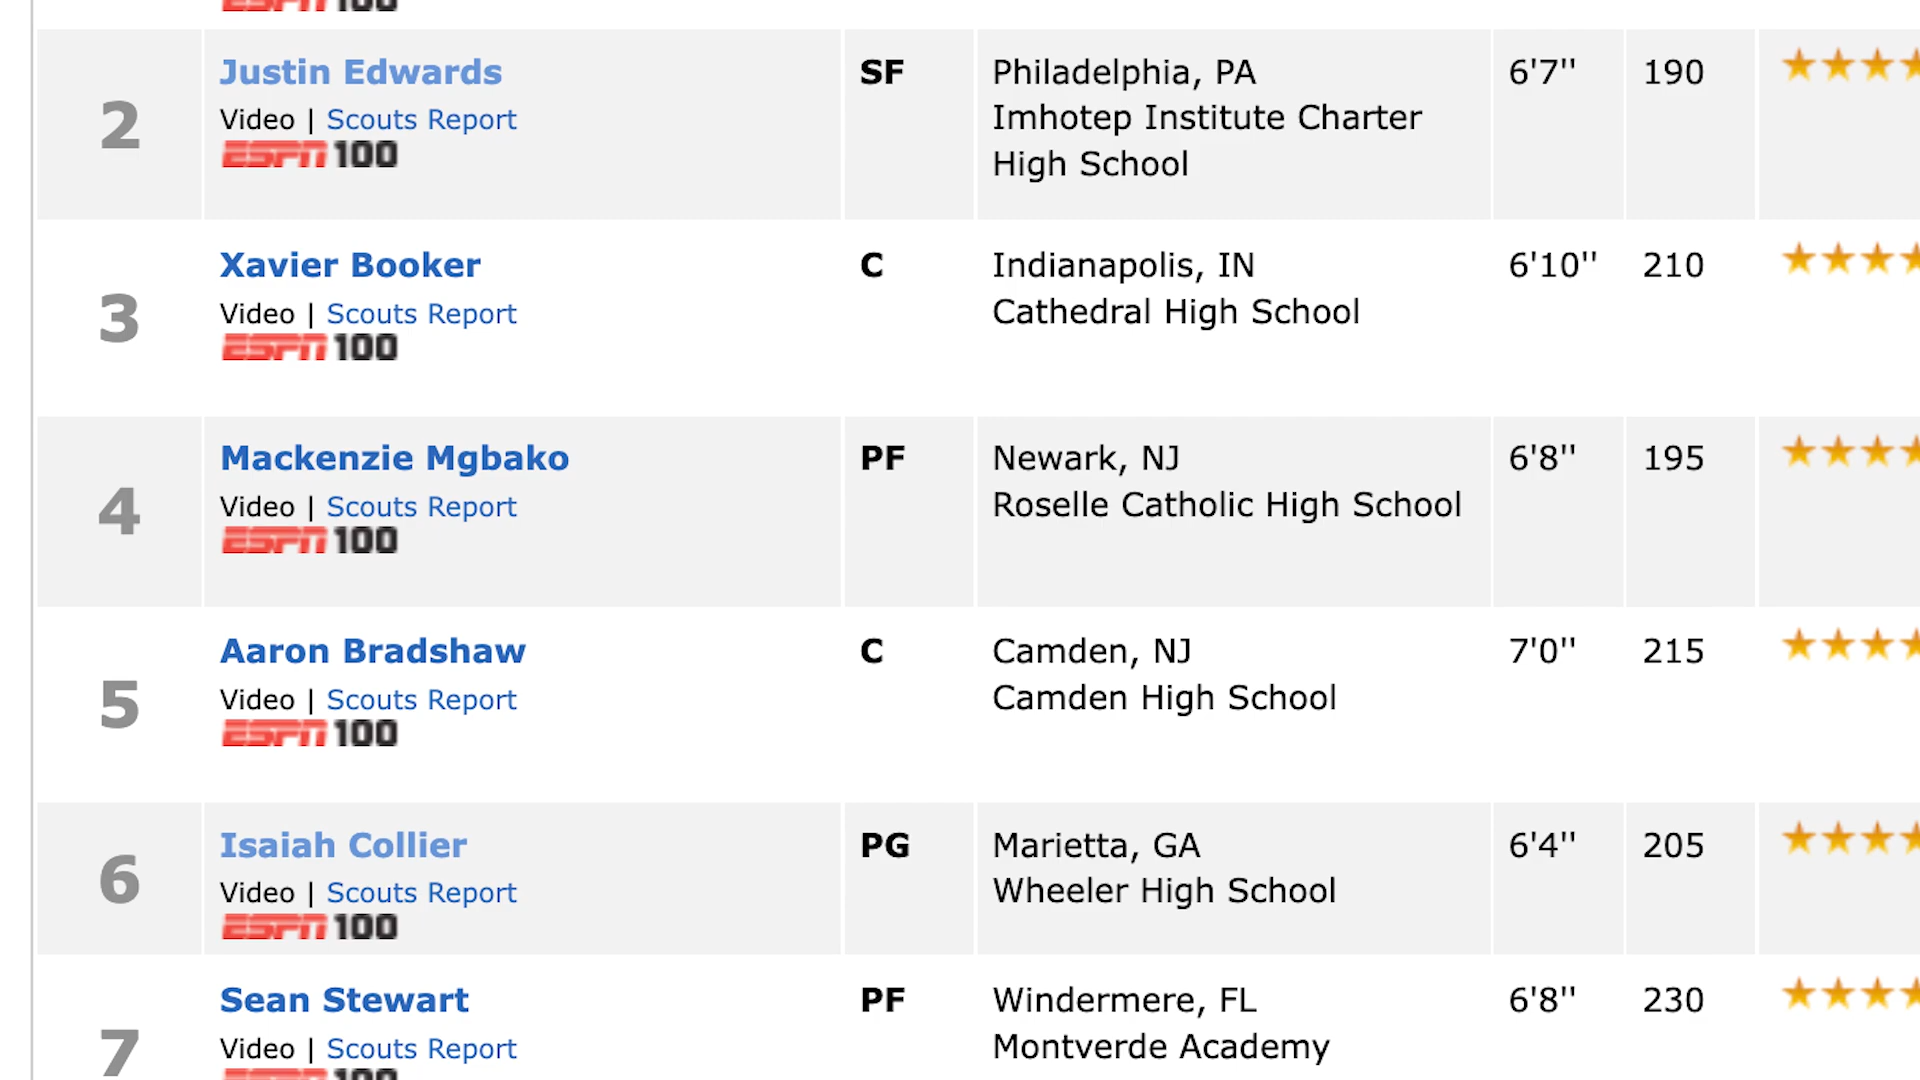 ESPN 100
2
Justin Edwards
Video | Scouts Report
ESPN 100
SF
Philadelphia, PA
Imhotep Institute Charter
High School
6'7''
190
3
Xavier Booker
Video | Scouts Report
ESPN 100
C
Indianapolis, IN
Cathedral High School
6'10''
210
4
Mackenzie Mgbako
Video | Scouts Report
ESPN 100
PF
Newark, NJ
Roselle Catholic High School
6'8''
195
5
Aaron Bradshaw
Video | Scouts Report
ESPN 100
C
Camden, NJ
Camden High School
7'0''
215
6
Isaiah Collier
Video | Scouts Report
ESPN 100
PG
Marietta, GA
Wheeler High School
6'4''
205
7
Sean Stewart
Video | Scouts Report
ESPN 100
PF
Windermere, FL
Montverde Academy
6'8''
230